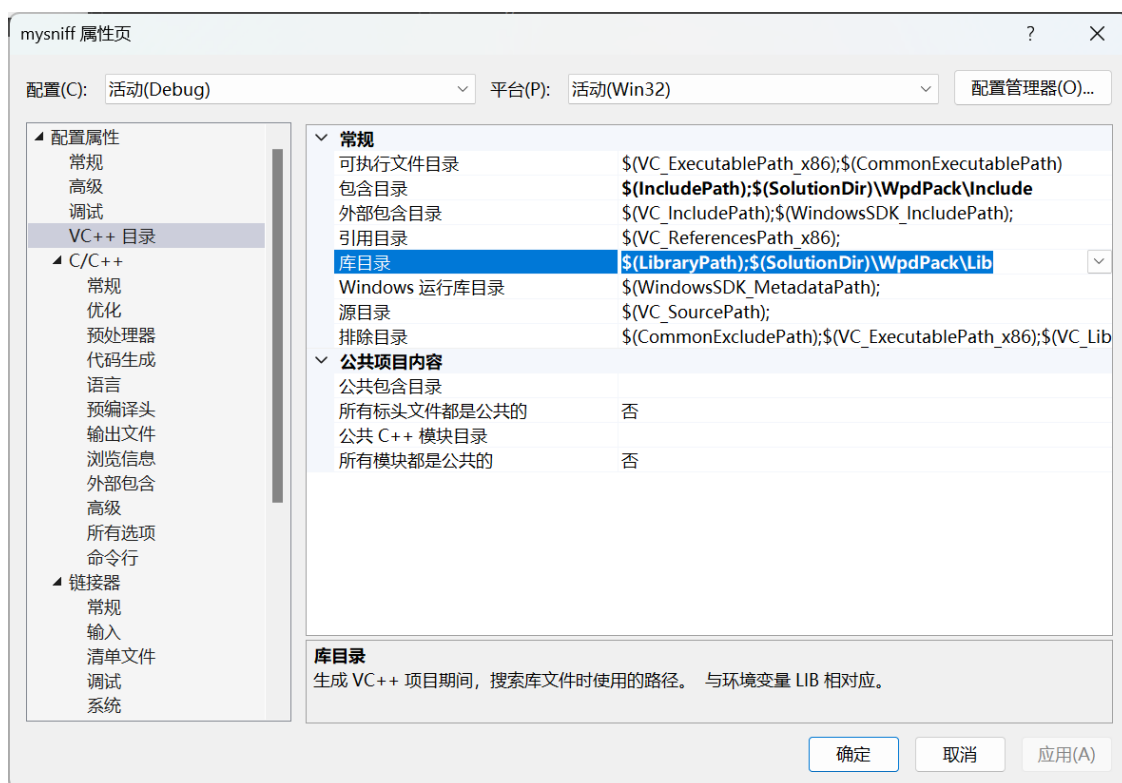 mysniff 属性页
?
配置(C): 活动(Debug) 平台(P): 活动(Win32) 配置管理器(O)...
配置属性
常规
高级
调试
VC++ 目录
C/C++
常规
优化
预处理器
代码生成
语言
预编译头
输出文件
浏览信息
外部包含
高级
所有选项
命令行
链接器
常规
输入
清单文件
调试
系统
常规
可执行文件目录 $(VC_ExecutablePath_x86);$(CommonExecutablePath)
包含目录 $(IncludePath);$(SolutionDir)\WpdPack\Include
外部包含目录 $(VC_IncludePath);$(WindowsSDK_IncludePath);
引用目录 $(VC_ReferencesPath_x86);
库目录 $(LibraryPath);$(SolutionDir)\WpdPack\Lib
Windows 运行库目录 $(WindowsSDK_MetadataPath);
源目录 $(VC_SourcePath);
排除目录 $(CommonExcludePath);$(VC_ExecutablePath_x86);$(VC_Lib
公共项目内容
公共包含目录
所有标头文件都是公共的 否
公共 C++ 模块目录
所有模块都是公共的 否
库目录
生成 VC++ 项目期间，搜索库文件时使用的路径。 与环境变量 LIB 相对应。
确定 取消 应用(A)